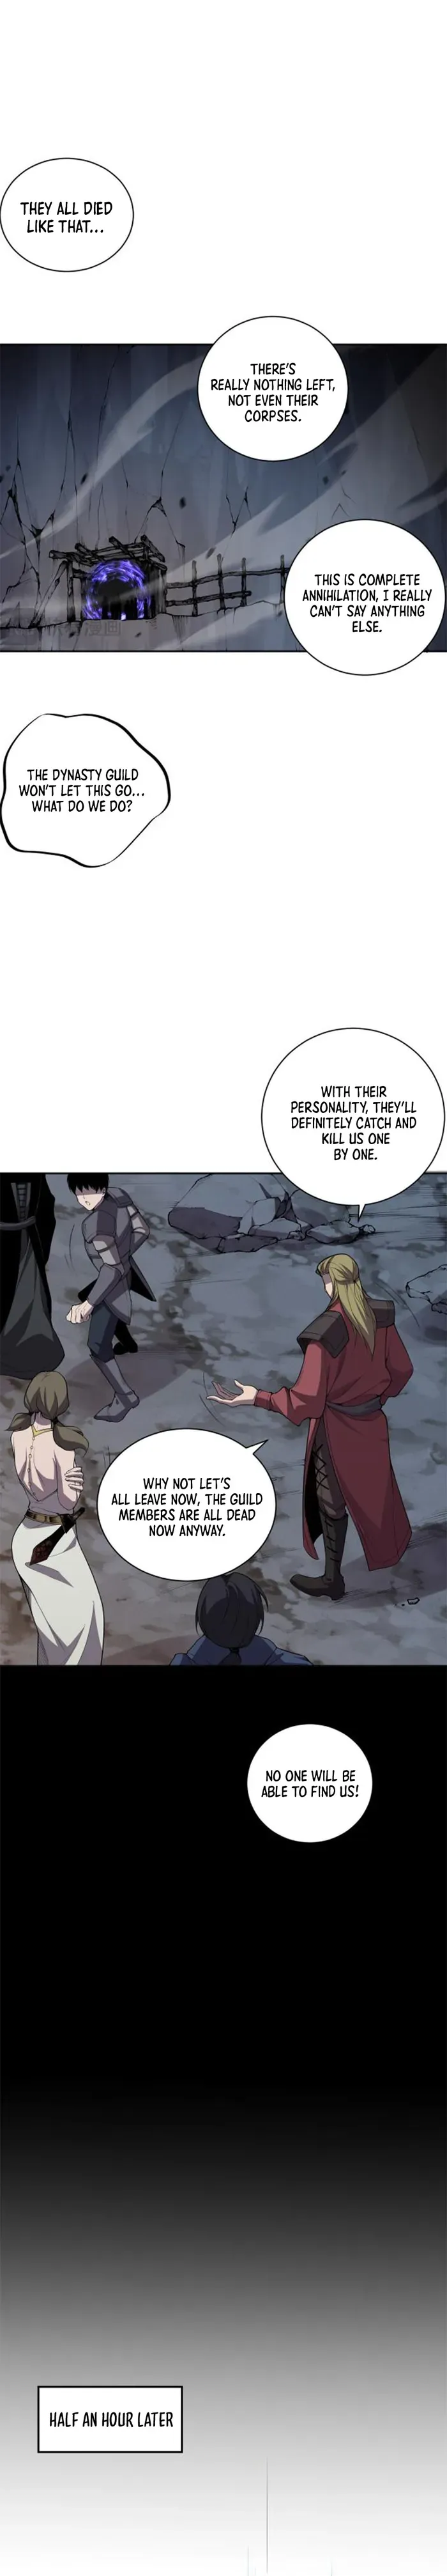 THEY ALL DIED
LIKE THAT...
THERE'S
REALLY NOTHING LEFT,
NOT EVEN THEIR
CORPSES.
THIS IS COMPLETE
ANNIHILATION, I REALLY
CAN'T SAY ANYTHING
ELSE.
THE DYNASTY GUILD
WON'T LET THIS GO...
WHAT DO WE DO?
WITH THEIR
PERSONALITY, THEY'LL
DEFINITELY CATCH AND
KILL US ONE
BY ONE.
WHY NOT LET'S
ALL LEAVE NOW, THE GUILD
MEMBERS ARE ALL DEAD
NOW ANYWAY.
NO ONE WILL BE
ABLE TO FIND US!
HALF AN HOUR LATER